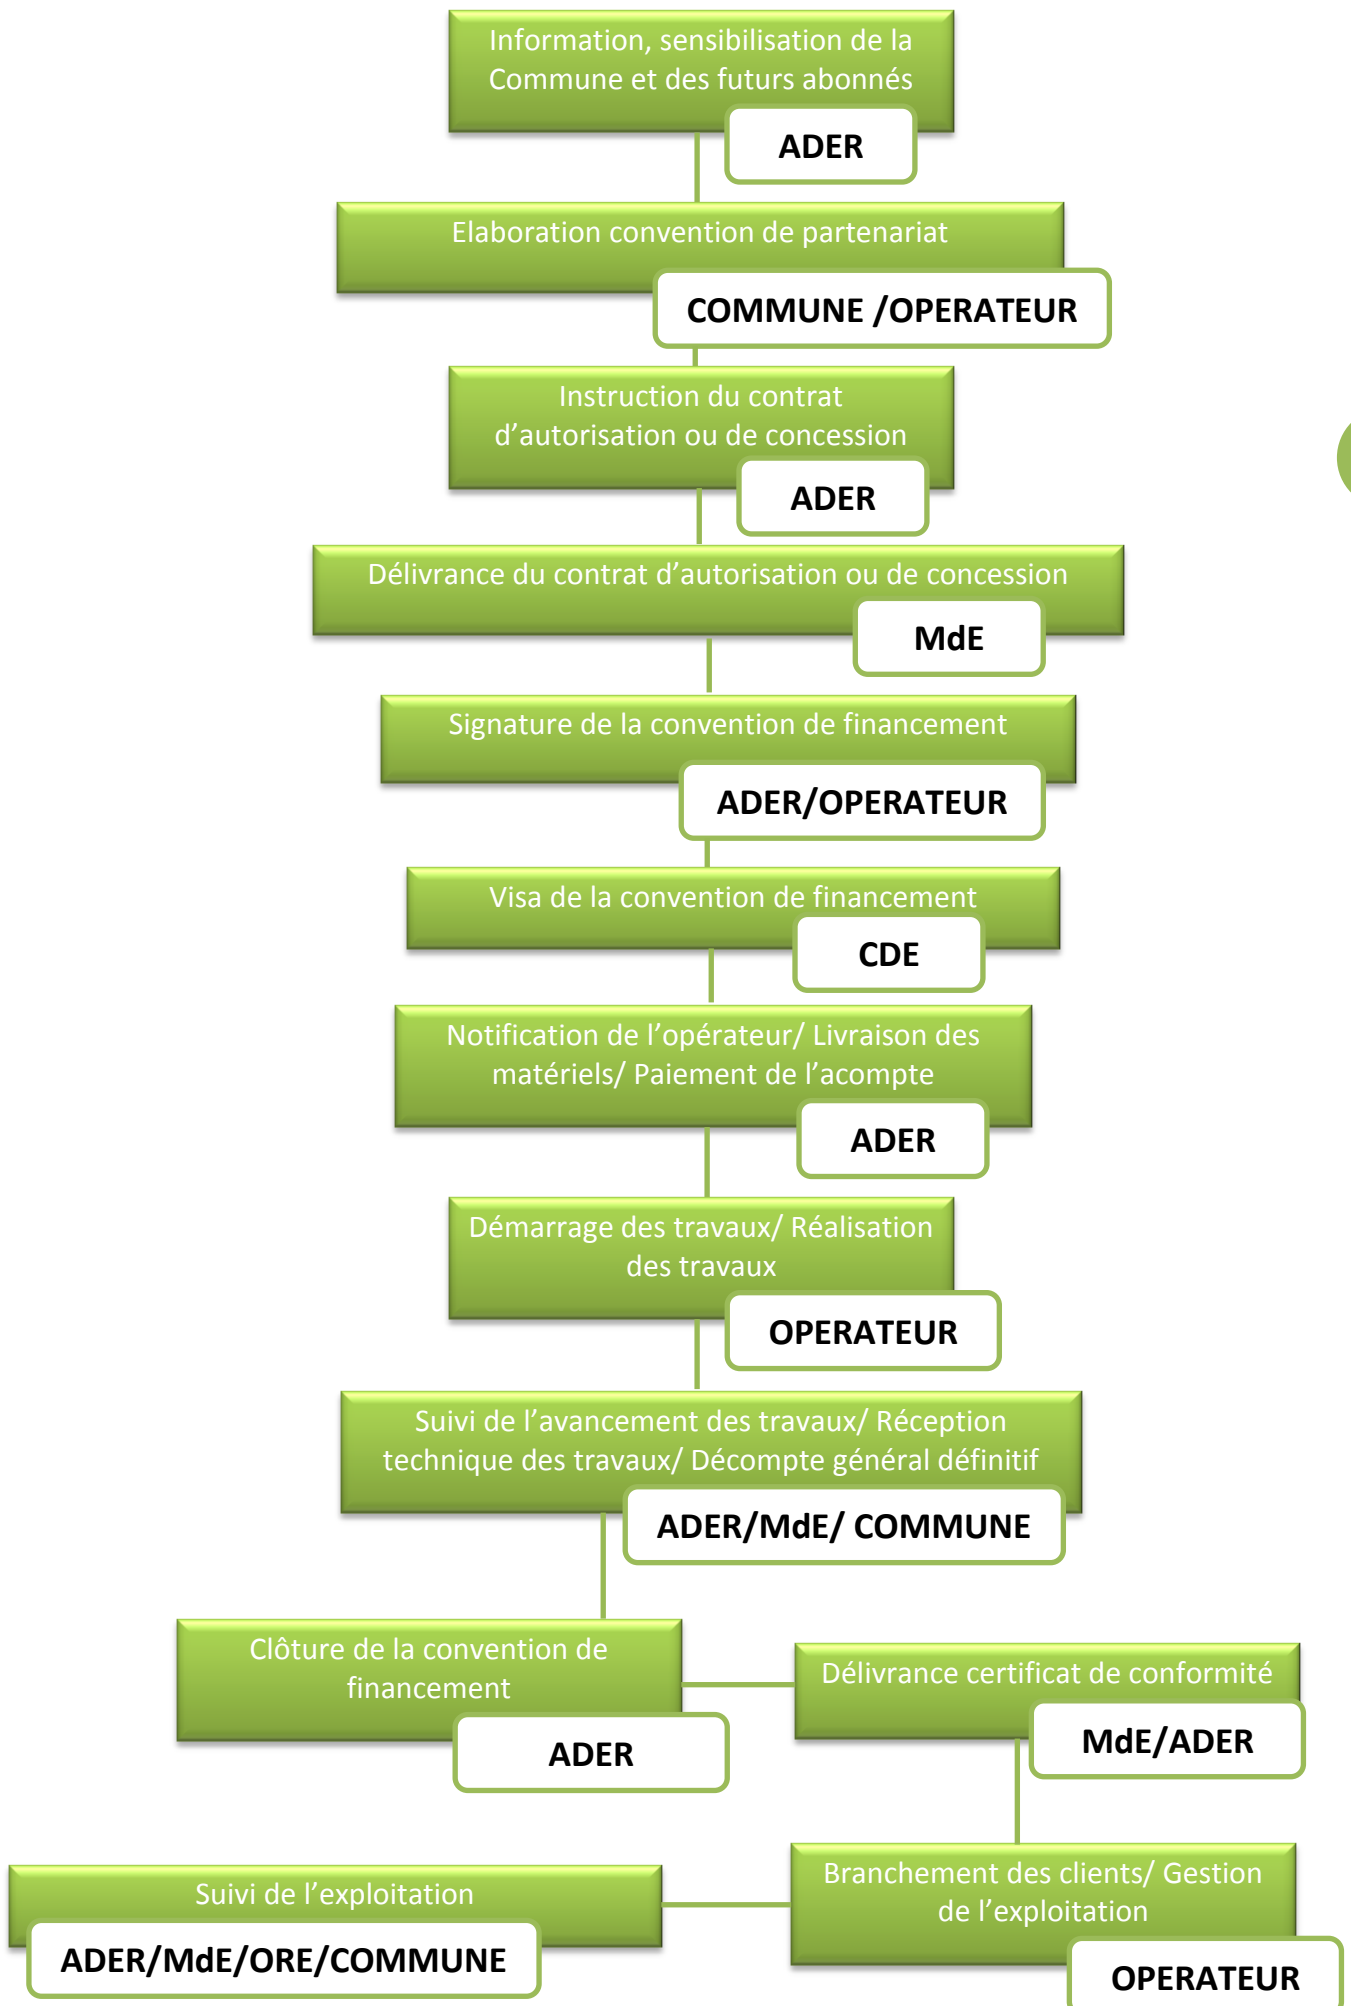 Information, sensibilisation de la
Commune et des futurs abonnés
ADER
Elaboration convention de partenariat
COMMUNE /OPERATEUR
Instruction du contrat
d’autorisation ou de concession
ADER
Délivrance du contrat d’autorisation ou de concession
MdE
Signature de la convention de financement
ADER/OPERATEUR
Visa de la convention de financement
CDE
Notification de l’opérateur/ Livraison des
matériels/ Paiement de l’acompte
ADER
Démarrage des travaux/ Réalisation
des travaux
OPERATEUR
Suivi de l’avancement des travaux/ Réception
technique des travaux/ Décompte général définitif
ADER/MdE/ COMMUNE
Clôture de la convention de
financement
ADER
Délivrance certificat de conformité
MdE/ADER
Branchement des clients/ Gestion
de l’exploitation
OPERATEUR
Suivi de l’exploitation
ADER/MdE/ORE/COMMUNE